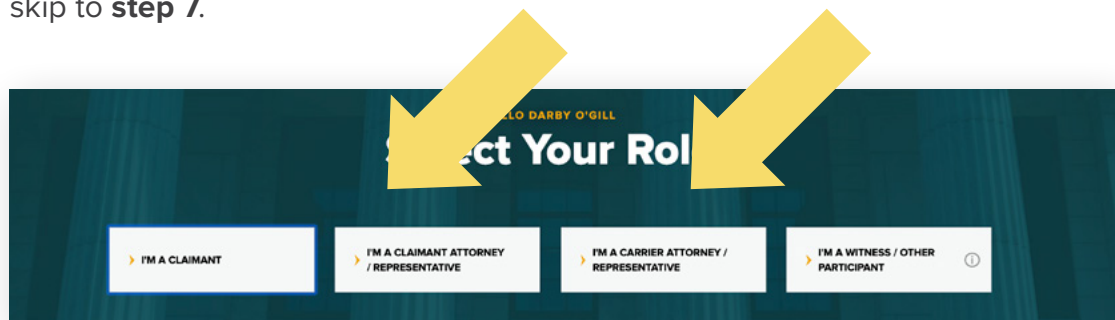 skip to step 7.
LO DARBY O'GILL
ect Your Rol
I'M A CLAIMANT
I'M A CLAIMANT ATTORNEY
/ REPRESENTATIVE
I'M A CARRIER ATTORNEY /
REPRESENTATIVE
I'M A WITNESS / OTHER
PARTICIPANT